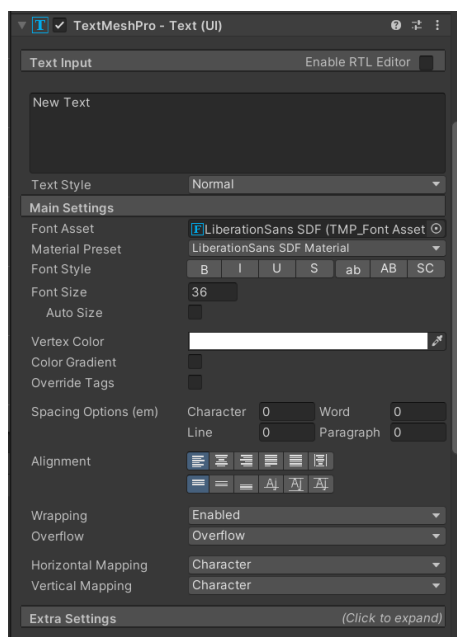 TextMeshPro - Text (UI)
Text Input Enable RTL Editor
New Text
Text Style Normal
Main Settings
Font Asset LiberationSans SDF (TMP_Font Asset
Material Preset LiberationSans SDF Material
Font Style B I U S ab AB SC
Font Size 36
Auto Size
Vertex Color
Color Gradient
Override Tags
Spacing Options (em) Character 0 Word 0
Line 0 Paragraph 0
Alignment
Wrapping Enabled
Overflow Overflow
Horizontal Mapping Character
Vertical Mapping Character
Extra Settings (Click to expand)